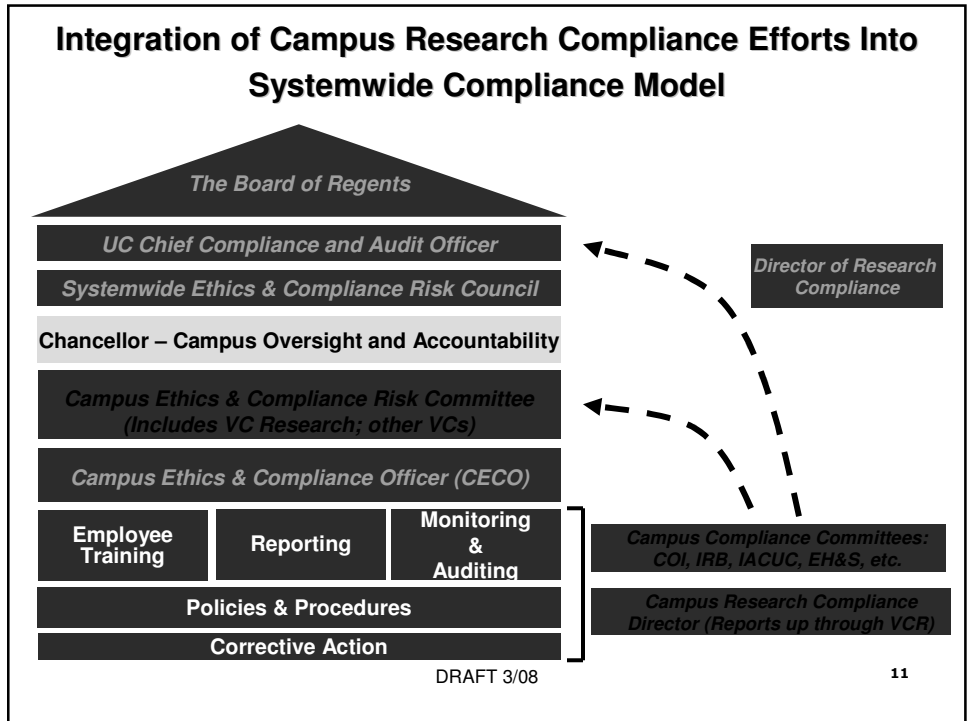 Integration of Campus Research Compliance Efforts Into
Systemwide Compliance Model
The Board of Regents
UC Chief Compliance and Audit Officer
Systemwide Ethics & Compliance Risk Council
Chancellor – Campus Oversight and Accountability
Campus Ethics & Compliance Risk Committee
(Includes VC Research; other VCs)
Campus Ethics & Compliance Officer (CECO)
Employee
Training
Reporting
Monitoring
&
Auditing
Policies & Procedures
Corrective Action
Director of Research
Compliance
Campus Compliance Committees:
COI, IRB, IACUC, EH&S, etc.
Campus Research Compliance
Director (Reports up through VCR)
DRAFT 3/08
11